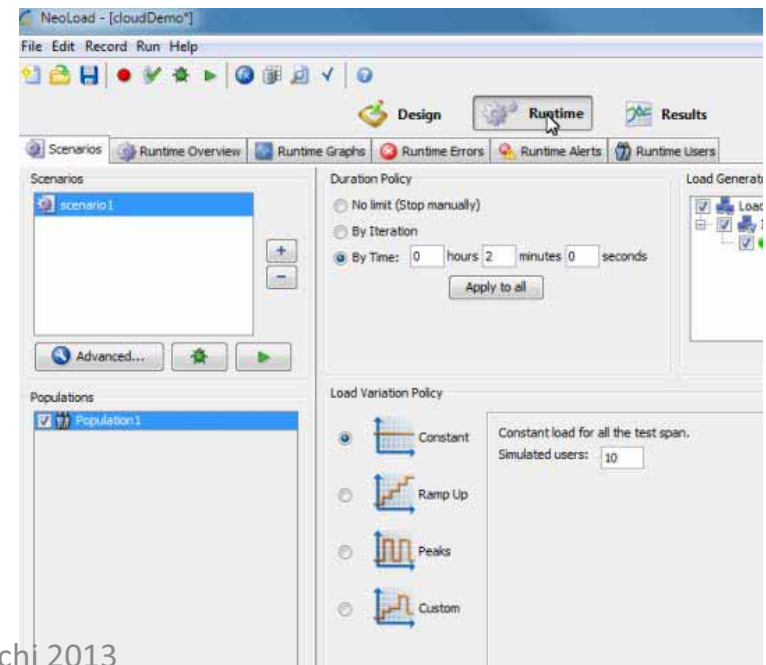 NeoLoad - [cloudDemo*]
File Edit Record Run Help
Design Runtime Results
Scenarios Runtime Overview Runtime Graphs Runtime Errors Runtime Alerts Runtime Users
Scenarios
scenario1
+
-
Advanced...
Populations
Population1
Duration Policy
No limit (Stop manually)
By Iteration
By Time: 0 hours 2 minutes 0 seconds
Apply to all
Load Generato
Load
Load Variation Policy
Constant
Ramp Up
Peaks
Custom
Constant load for all the test span.
Simulated users: 10
chi 2013